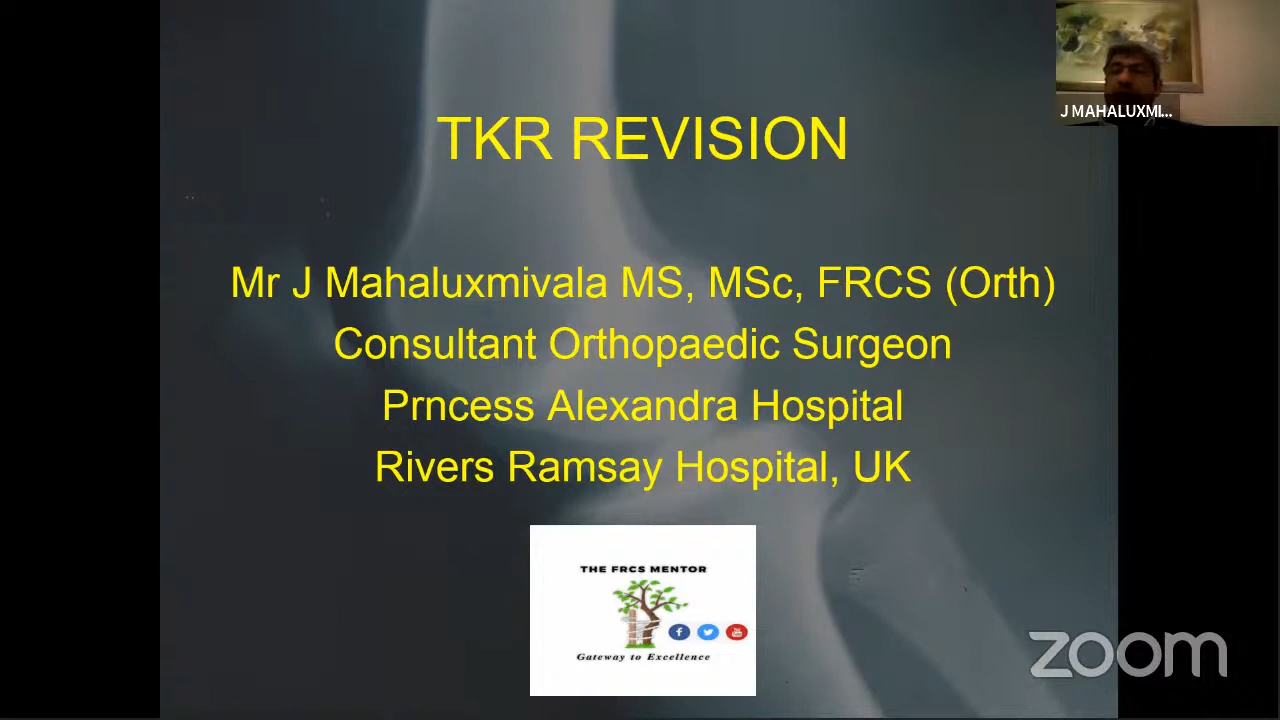 J MAHALUXMI...
TKR REVISION
Mr J Mahaluxmivala MS, MSc, FRCS (Orth)
Consultant Orthopaedic Surgeon
Prncess Alexandra Hospital
Rivers Ramsay Hospital, UK
THE FRCS MENTOR
Gateway to Excellence
zoom